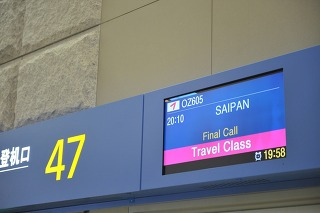 登机口 47
OZ605
SAIPAN
20:10
Final Call
Travel Class
19:58